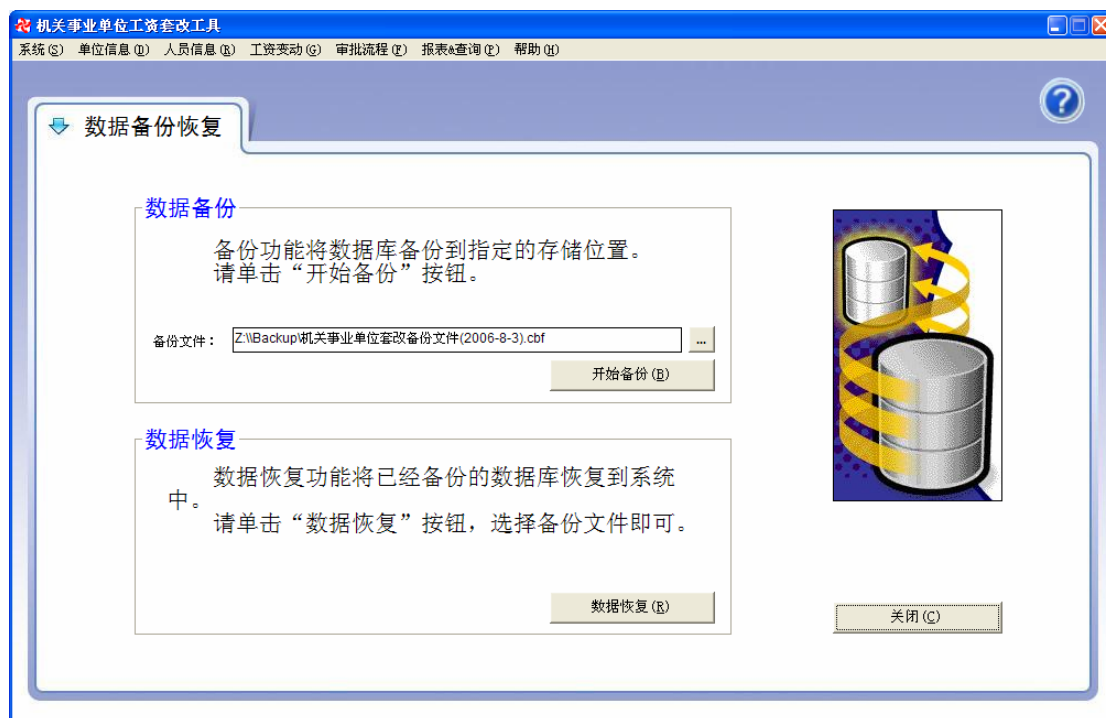 机关事业单位工资套改工具
系统(S) 单位信息(D) 人员信息(R) 工资变动(G) 审批流程(F) 报表&查询(P) 帮助(H)
数据备份恢复
数据备份
备份功能将数据库备份到指定的存储位置。
请单击“开始备份”按钮。
备份文件： Z:\\Backup\机关事业单位套改备份文件(2006-8-3).cbf ...
开始备份(B)
数据恢复
数据恢复功能将已经备份的数据库恢复到系统
中。
请单击“数据恢复”按钮，选择备份文件即可。
数据恢复(R)
关闭(C)